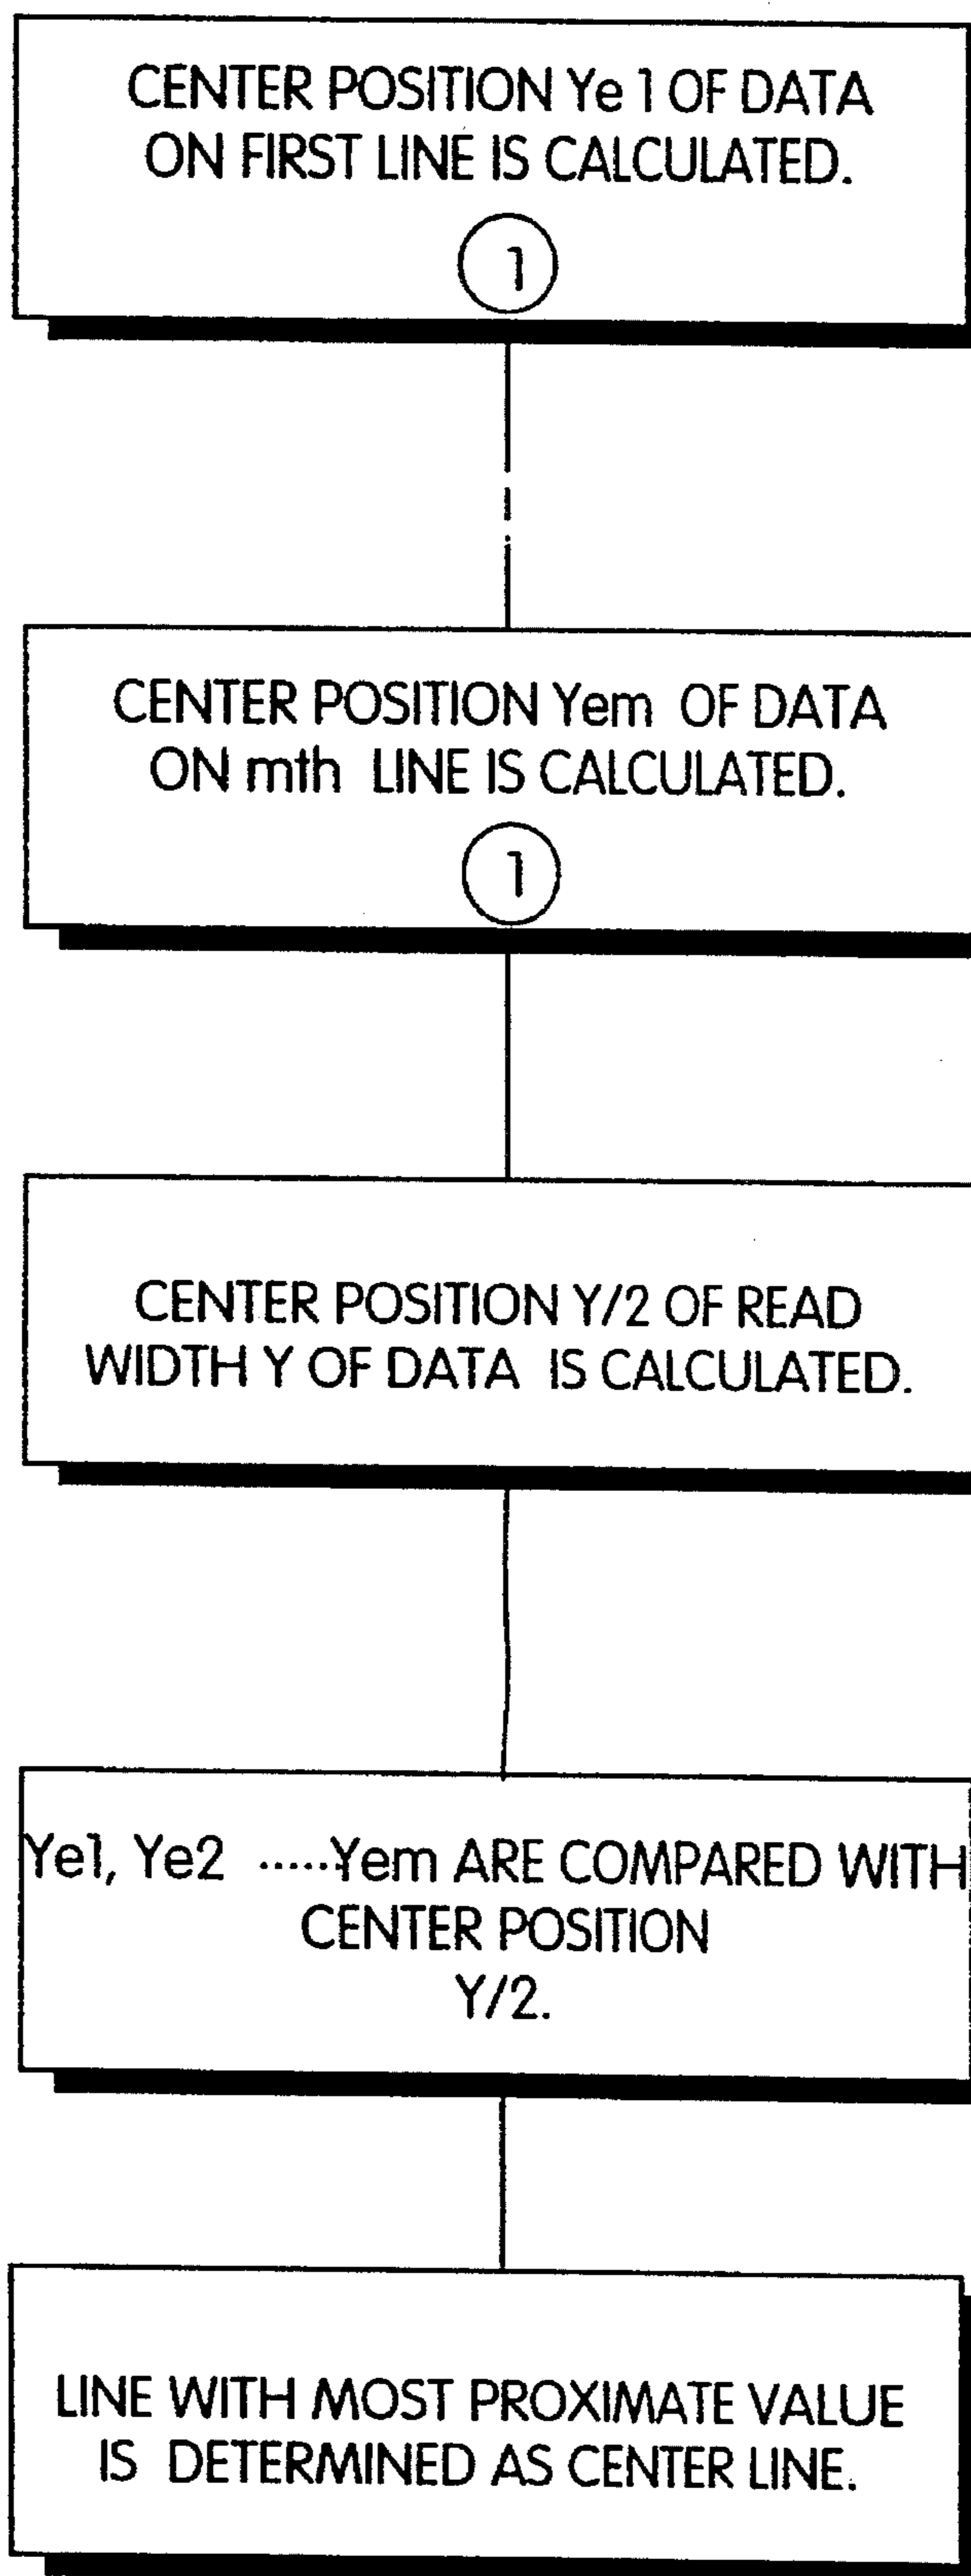 CENTER POSITION Ye 1 OF DATA
ON FIRST LINE IS CALCULATED.
1
CENTER POSITION Yem OF DATA
ON mth LINE IS CALCULATED.
1
CENTER POSITION Y/2 OF READ
WIDTH Y OF DATA IS CALCULATED.
Ye1, Ye2 ......Yem ARE COMPARED WITH
CENTER POSITION
Y/2.
LINE WITH MOST PROXIMATE VALUE
IS DETERMINED AS CENTER LINE.